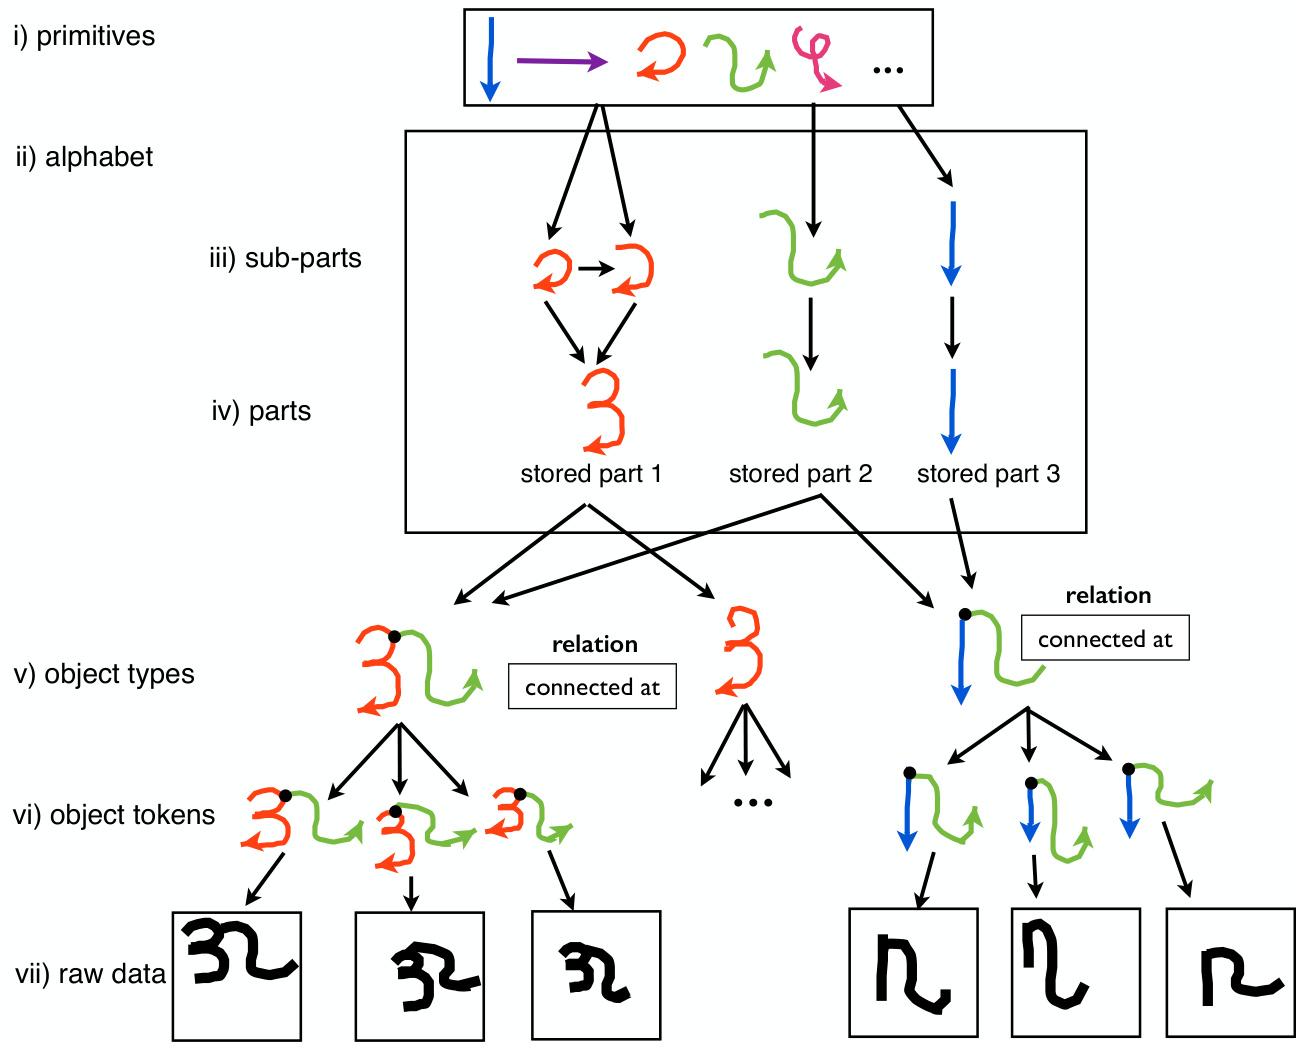 i) primitives
...
ii) alphabet
iii) sub-parts
iv) parts
stored part 1
stored part 2
stored part 3
relation
connected at
relation
connected at
v) object types
...
vi) object tokens
vii) raw data